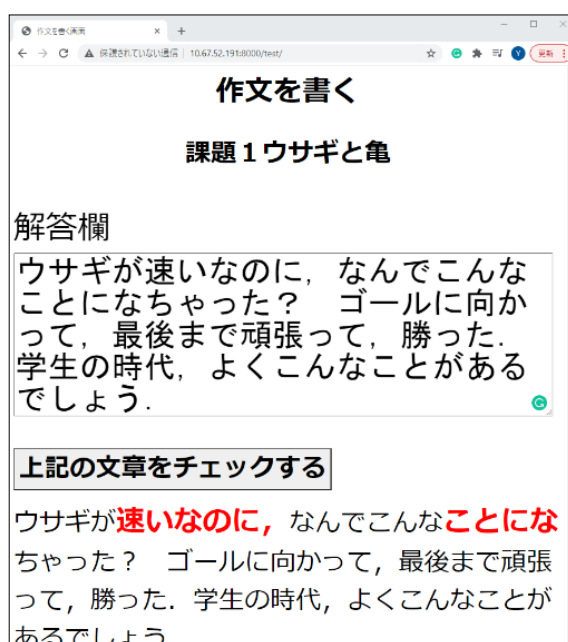 作文を書く画面
保護されていない通信 | 10.67.52.191:8000/test/
Y
更新
作文を書く
課題1ウサギと亀
解答欄
ウサギが速いなのに，なんでこんな
ことになちゃった？　ゴールに向か
って，最後まで頑張って，勝った．
学生の時代，よくこんなことがある
でしょう．
上記の文章をチェックする
ウサギが速いなのに，なんでこんなことにな
ちゃった？　ゴールに向かって，最後まで頑張
って，勝った．学生の時代，よくこんなことが
あるでしょう